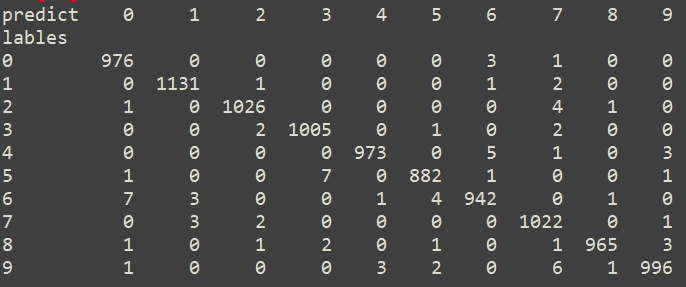 predict 0 1 2 3 4 5 6 7 8 9
lables
0 976 0 0 0 0 0 3 1 0 0
1 0 1131 1 0 0 0 1 2 0 0
2 1 0 1026 0 0 0 0 4 1 0
3 0 0 2 1005 0 1 0 2 0 0
4 0 0 0 0 973 0 5 1 0 3
5 1 0 0 7 0 882 1 0 0 1
6 7 3 0 0 1 4 942 0 1 0
7 0 3 2 0 0 0 0 1022 0 1
8 1 0 1 2 0 1 0 1 965 3
9 1 0 0 0 3 2 0 6 1 996